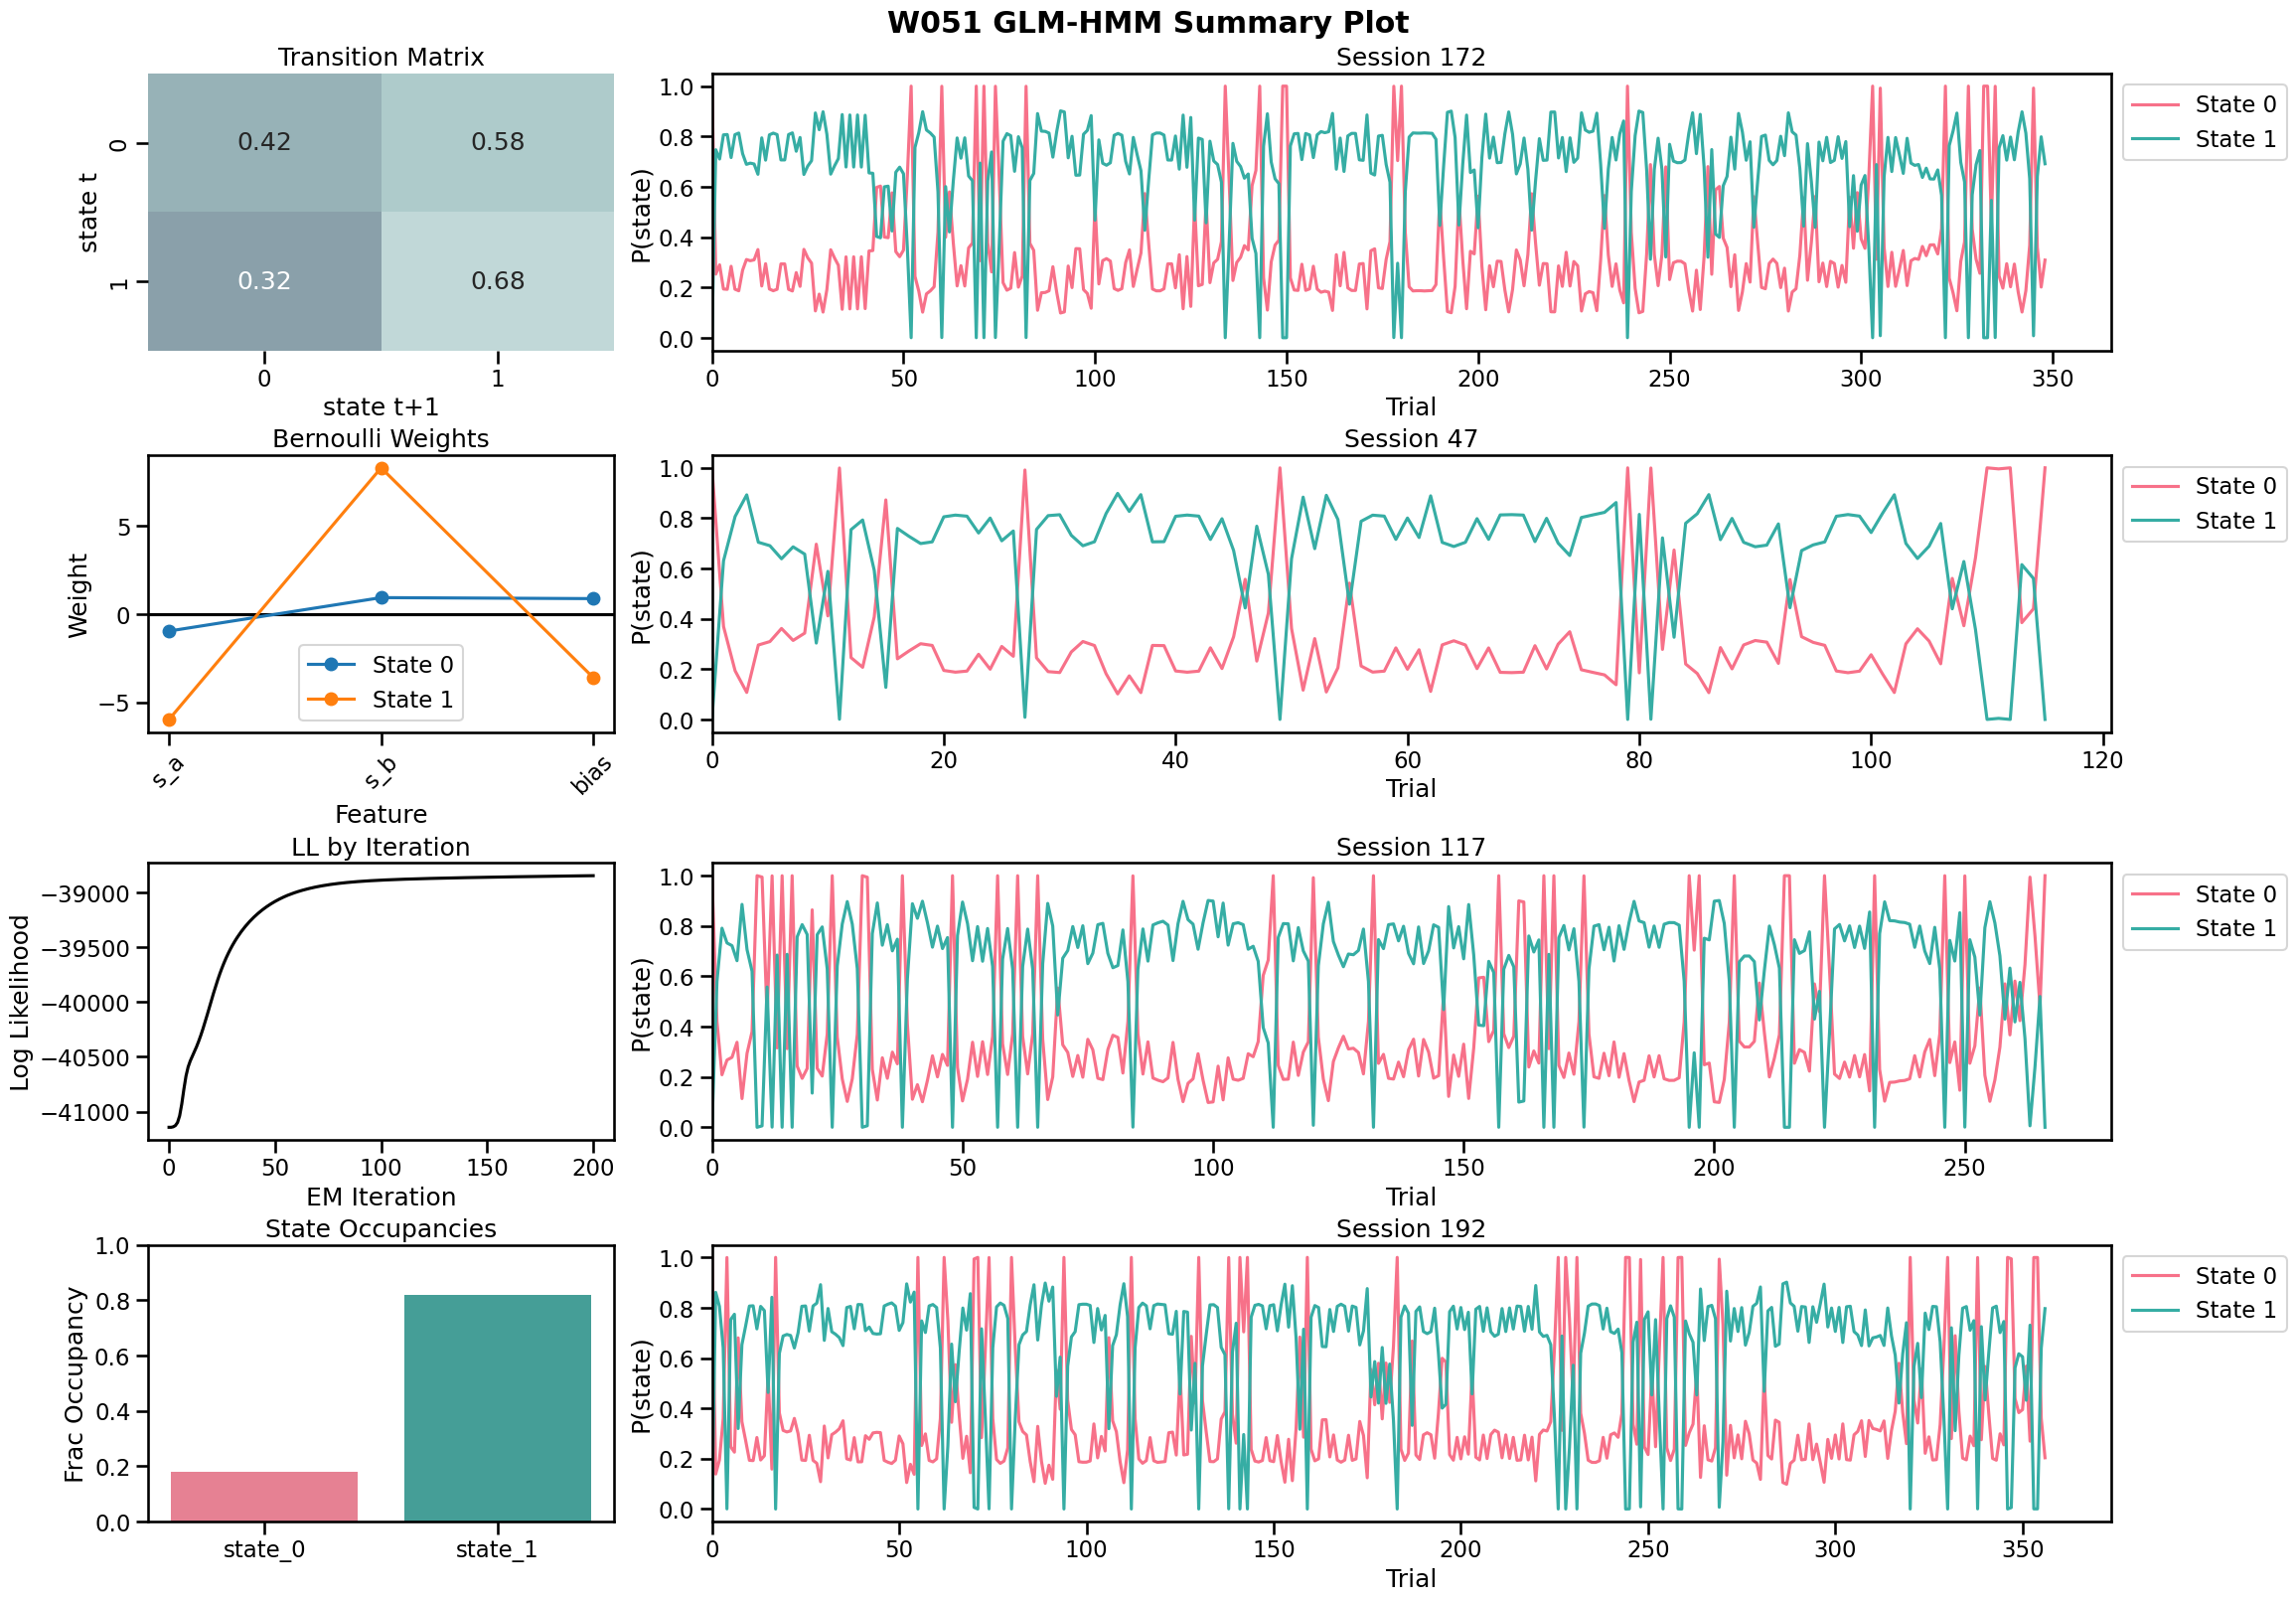 W051 GLM-HMM Summary Plot
Transition Matrix
0.42 0.58
0.32 0.68
state t
0
1
0 1
state t+1
Session 172
P(state)
1.0
0.8
0.6
0.4
0.2
0.0
0 50 100 150 200 250 300 350
Trial
State 0
State 1
Bernoulli Weights
Weight
5
0
−5
State 0
State 1
s_a s_b bias
Feature
Session 47
P(state)
1.0
0.8
0.6
0.4
0.2
0.0
0 20 40 60 80 100 120
Trial
State 0
State 1
LL by Iteration
Log Likelihood
−39000
−39500
−40000
−40500
−41000
0 50 100 150 200
EM Iteration
Session 117
P(state)
1.0
0.8
0.6
0.4
0.2
0.0
0 50 100 150 200 250
Trial
State 0
State 1
State Occupancies
Frac Occupancy
1.0
0.8
0.6
0.4
0.2
0.0
state_0 state_1
Session 192
P(state)
1.0
0.8
0.6
0.4
0.2
0.0
0 50 100 150 200 250 300 350
Trial
State 0
State 1